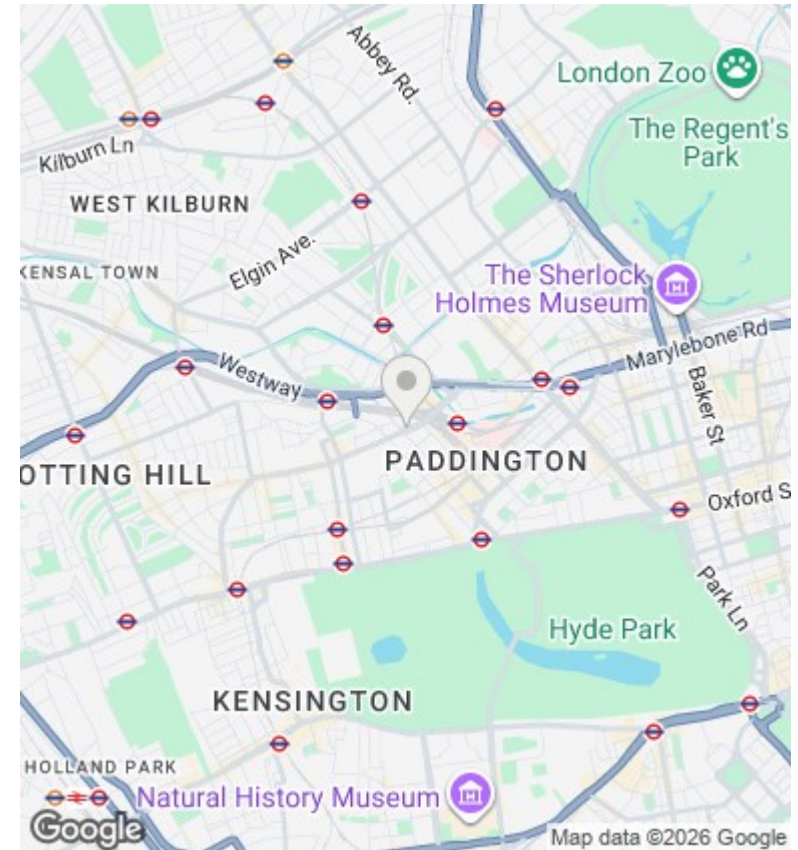 Abbey Rd.
London Zoo
The Regent's
Park
Kilburn Ln
WEST KILBURN
KENSAL TOWN
Elgin Ave.
The Sherlock
Holmes Museum
Marylebone Rd
Westway
Baker St
OTTING HILL
PADDINGTON
Oxford S
Park Ln
Hyde Park
KENSINGTON
HOLLAND PARK
Natural History Museum
Google
Map data ©2026 Google